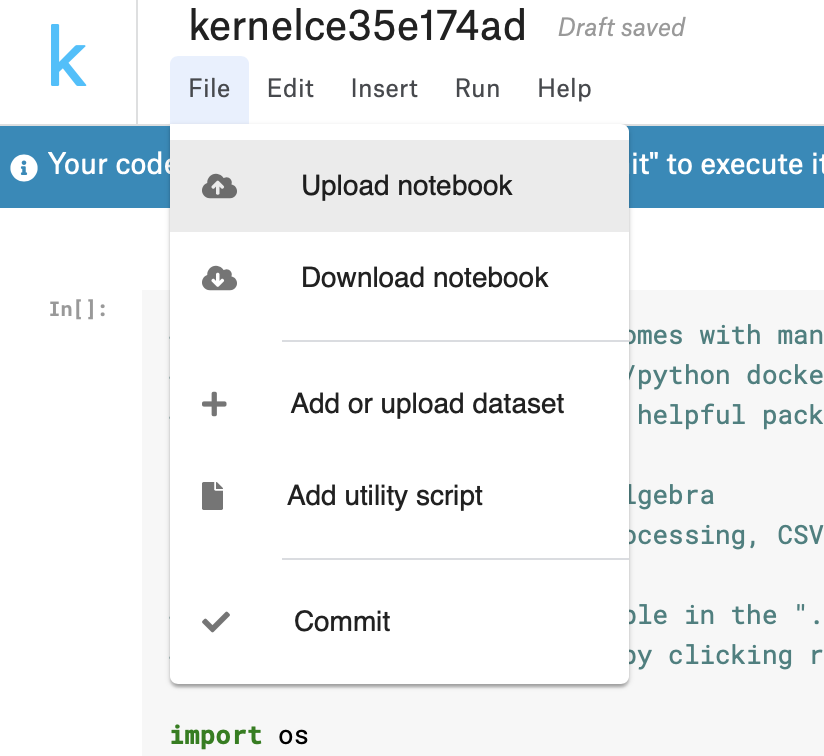 k
kernelce35e174ad Draft saved
File Edit Insert Run Help
Your code it" to execute it
Upload notebook
Download notebook
In[]:
omes with man
/python docke
Add or upload dataset
helpful pack
Add utility script
lgebra
ocessing, CSV
Commit
ble in the ".
by clicking r
import os